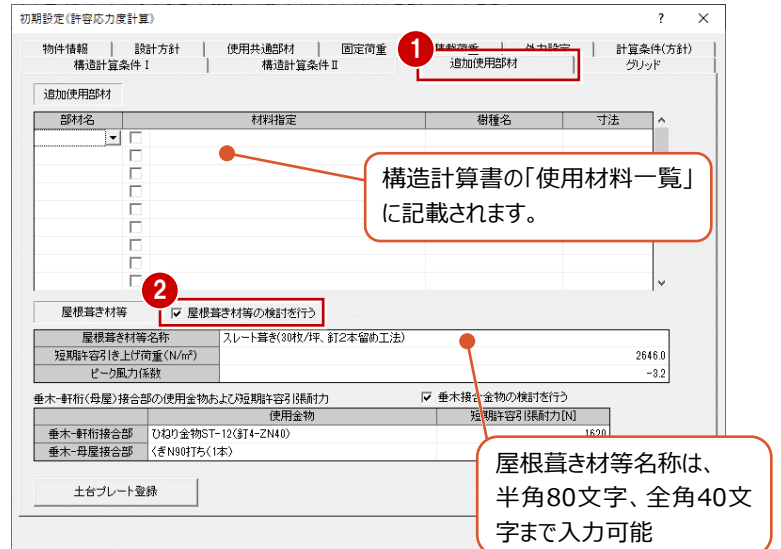 初期設定《許容応力度計算》 ? ×
物件情報 設計方針 使用共通部材 固定荷重 1 積載荷重 外力設定 計算条件(方針)
構造計算条件Ⅰ 構造計算条件Ⅱ 追加使用部材 グリッド
追加使用部材
部材名 材料指定 樹種名 寸法
構造計算書の「使用材料一覧」
に記載されます。
2
屋根葺き材等 屋根葺き材等の検討を行う
屋根葺き材等名称 スレート葺き(30枚/坪、釘2本留め工法)
短期許容引き上げ荷重(N/㎡) 2646.0
ピーク風力係数 -3.2
垂木-軒桁(母屋)接合部の使用金物および短期許容引張耐力 垂木接合金物の検討を行う
使用金物 短期許容引張耐力[N]
垂木-軒桁接合部 ひねり金物ST-12(釘4-ZN40) 1620
垂木-母屋接合部 くぎN90打ち(1本)
土台プレート登録
屋根葺き材等名称は、
半角80文字、全角40文
字まで入力可能